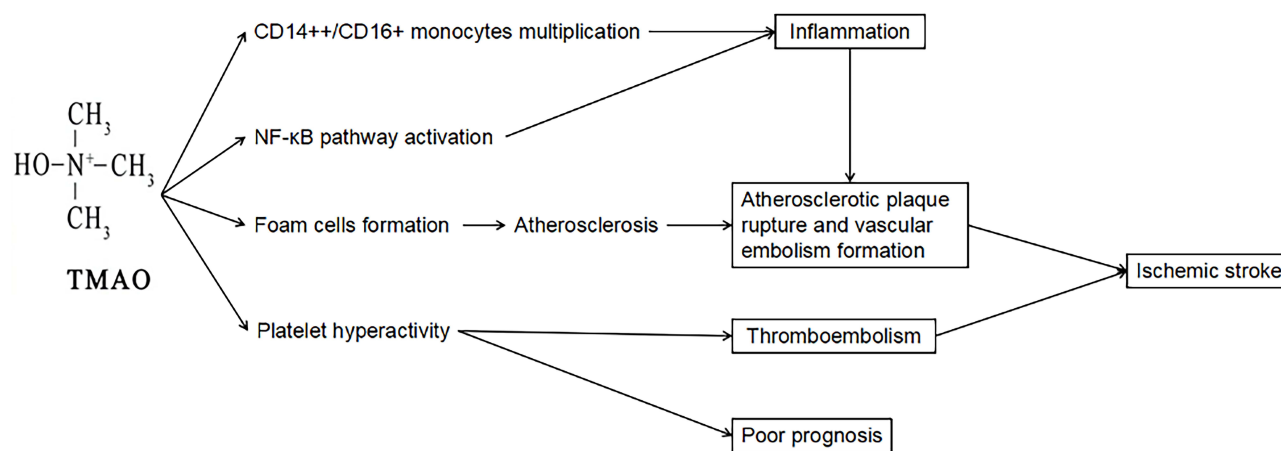 CD14++/CD16+ monocytes multiplication
Inflammation
CH3
HO–N+–CH3
CH3
TMAO
NF-κB pathway activation
Foam cells formation
Atherosclerosis
Atherosclerotic plaque
rupture and vascular
embolism formation
Ischemic stroke
Platelet hyperactivity
Thromboembolism
Poor prognosis